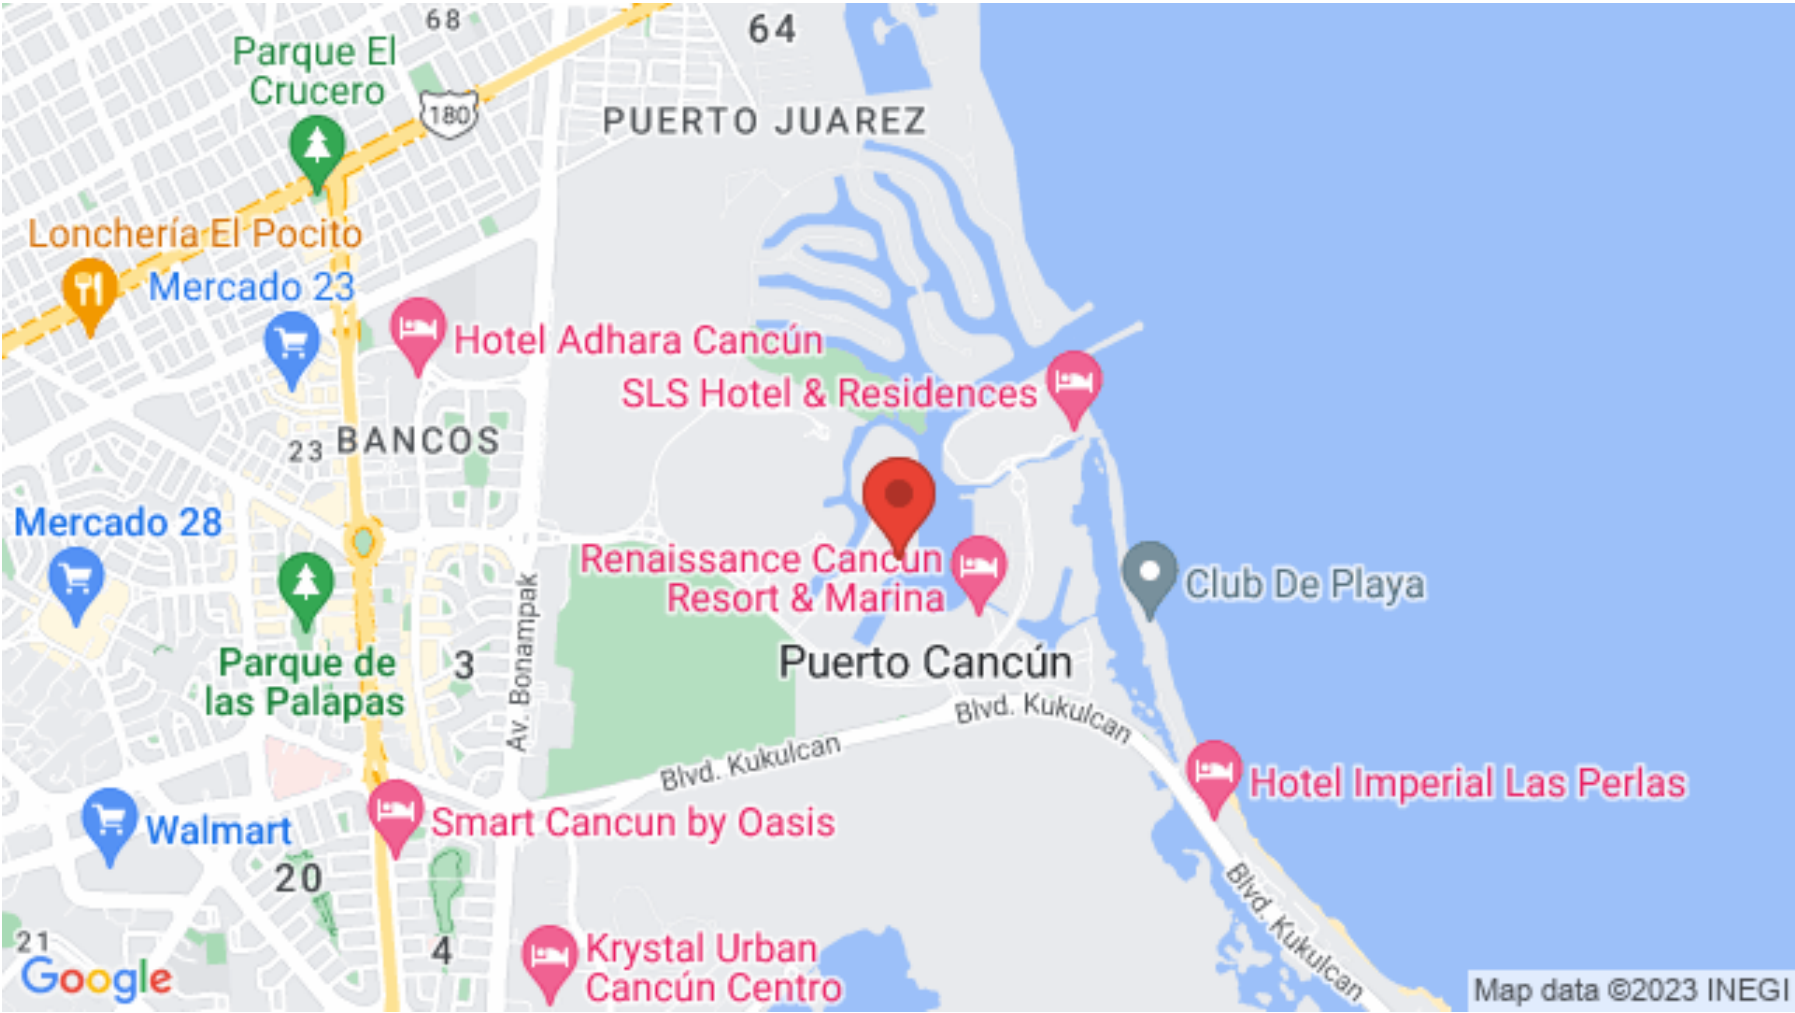 68
64
Parque El
Crucero
180
PUERTO JUAREZ
Lonchería El Pocito
Mercado 23
Hotel Adhara Cancún
SLS Hotel & Residences
23
BANCOS
Mercado 28
Renaissance Cancun
Resort & Marina
Club De Playa
Av. Bonampak
Parque de
las Palapas
3
Puerto Cancún
Blvd. Kukulcan
Blvd. Kukulcan
Hotel Imperial Las Perlas
Walmart
Smart Cancun by Oasis
20
Blvd. Kukulcan
21
4
Krystal Urban
Cancún Centro
Google
Map data ©2023 INEGI